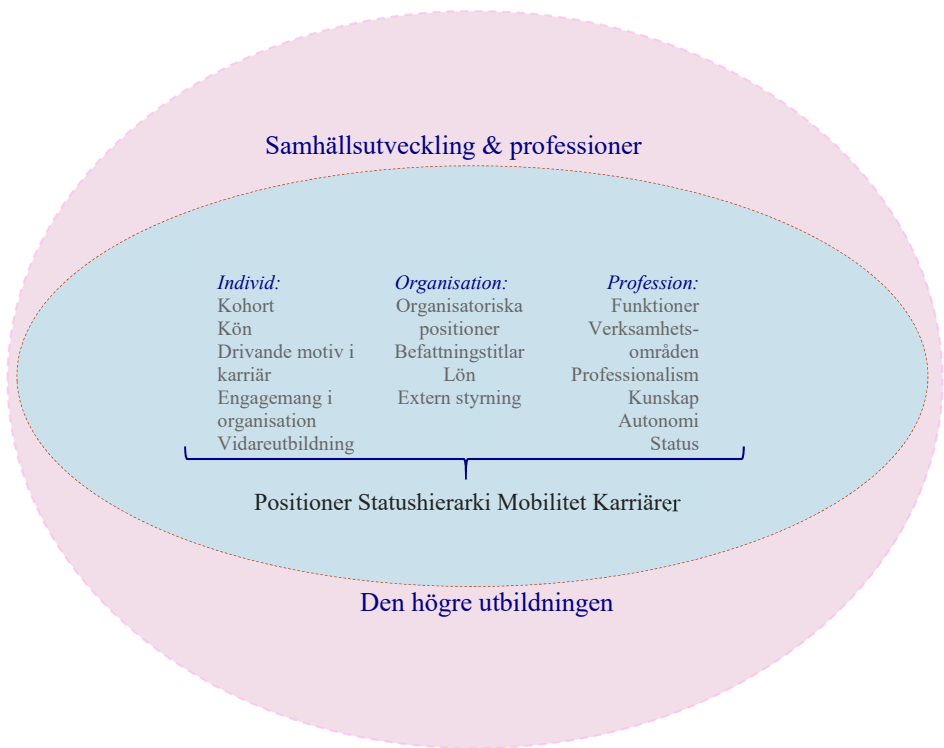 Samhällsutveckling & professioner
Individ:
Kohort
Kön
Drivande motiv i
karriär
Engagemang i
organisation
Vidareutbildning
Organisation:
Organisatoriska
positioner
Befattningstitlar
Lön
Extern styrning
Profession:
Funktioner
Verksamhets-
områden
Professionalism
Kunskap
Autonomi
Status
Positioner Statushierarki Mobilitet Karriärer
Den högre utbildningen